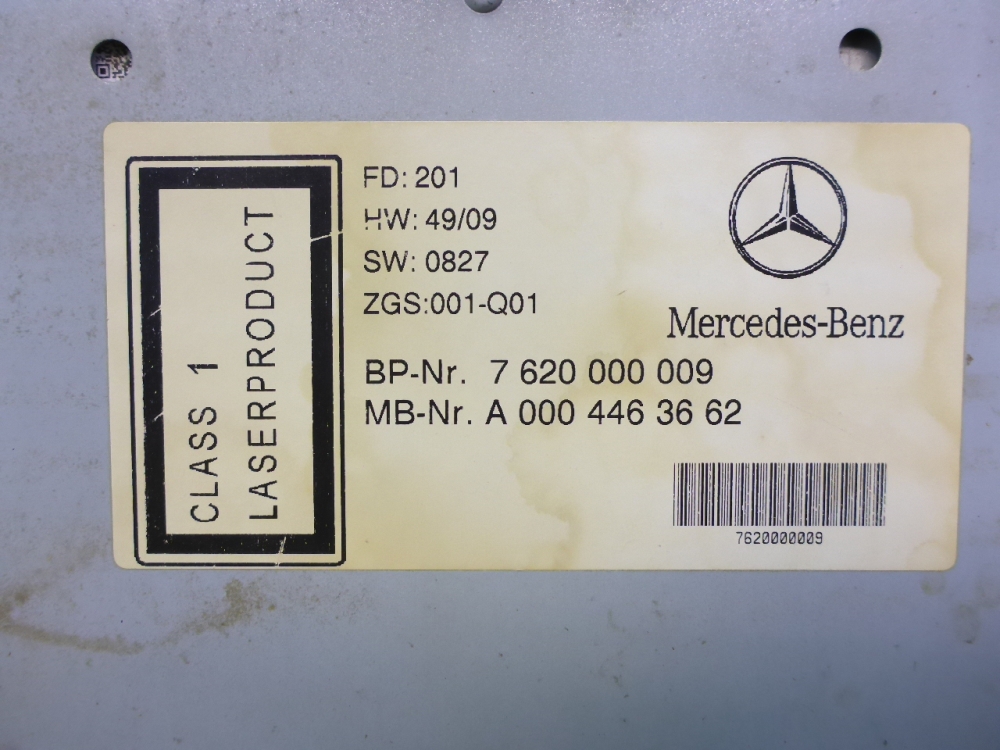 CLASS 1
LASERPRODUCT
FD: 201
HW: 49/09
SW: 0827
ZGS:001-Q01
Mercedes-Benz
BP-Nr. 7 620 000 009
MB-Nr. A 000 446 36 62
7620000009